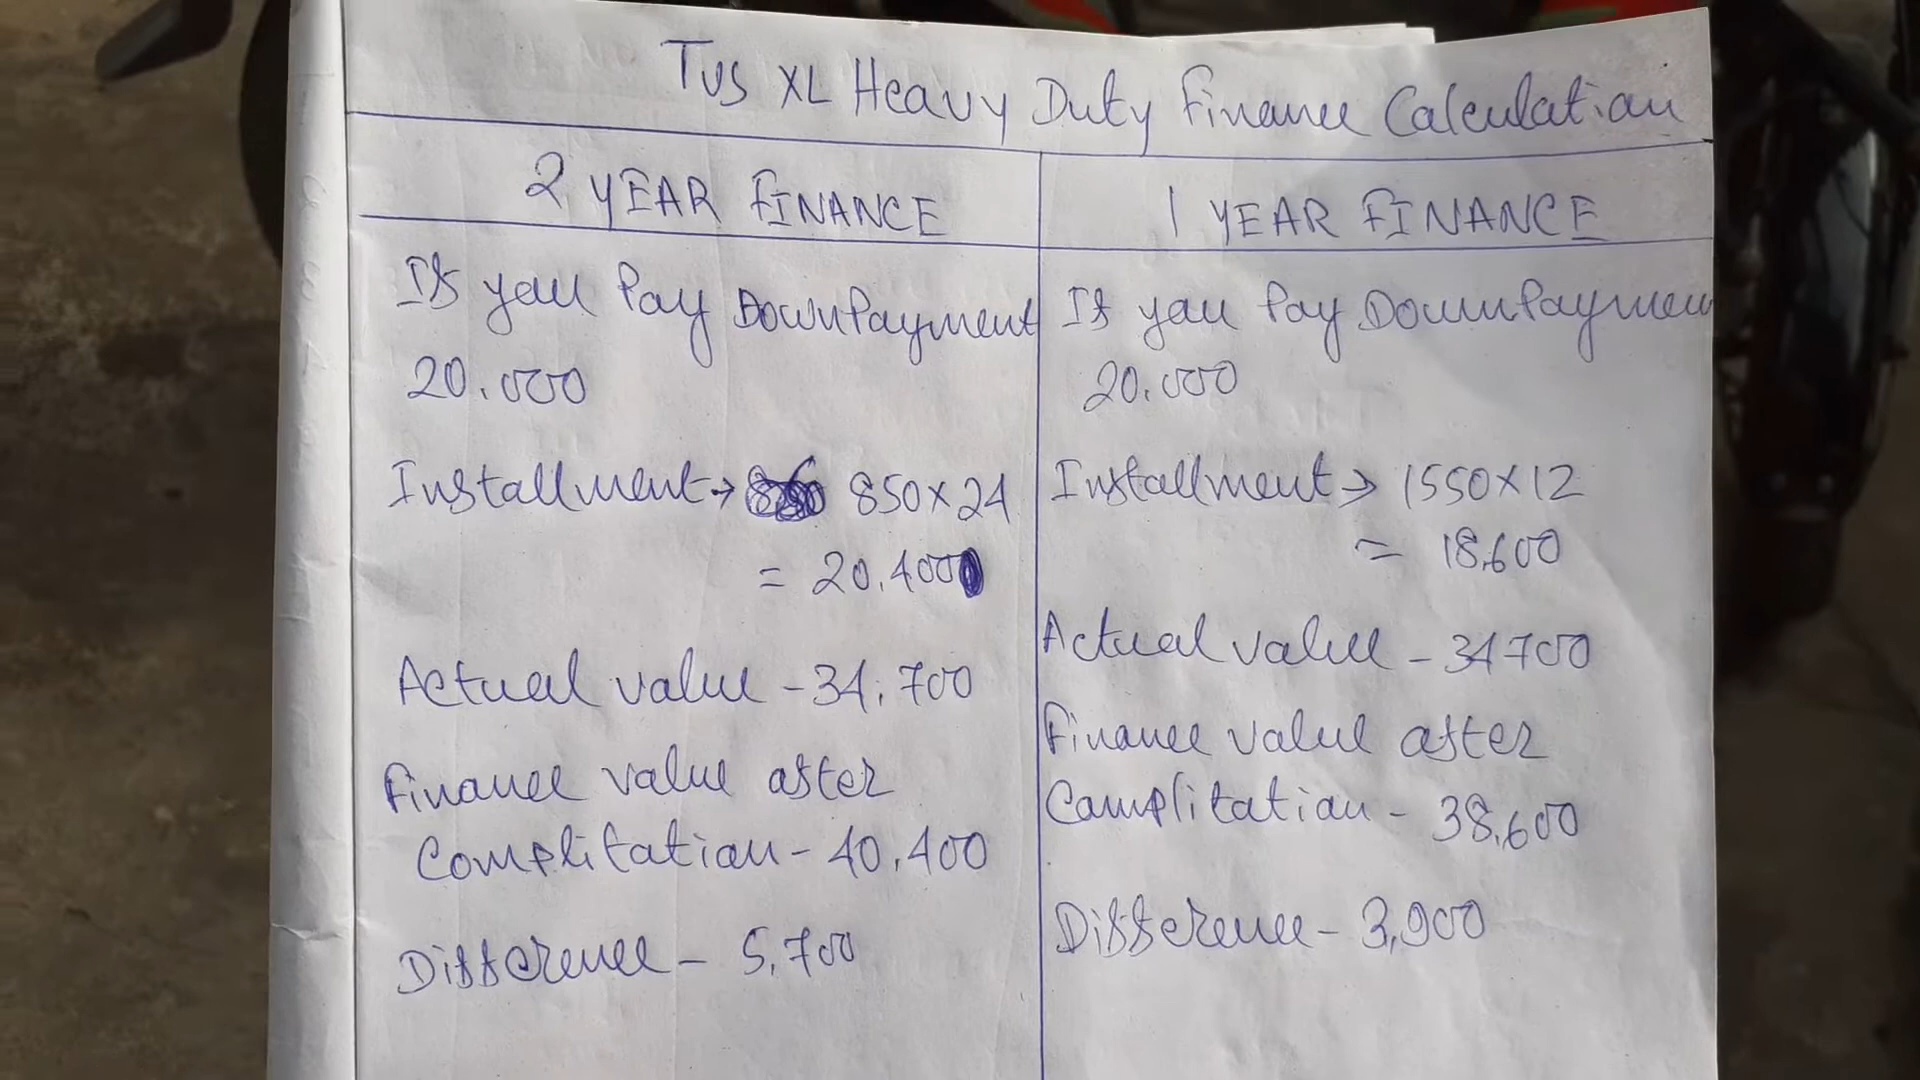 TVS XL Heavy Duty Finance Calculation
2 YEAR FINANCE
If you Pay DownPayment
20.000
Installment → 850×24
= 20.400
Actual value - 34.700
Finance value after
Complitation - 40.400
Difference - 5,700
1 YEAR FINANCE
If you Pay DownPaymen
20.000
Installment → 1550×12
= 18,600
Actual value - 34700
Finance value after
Complitation - 38,600
Difference - 3,900